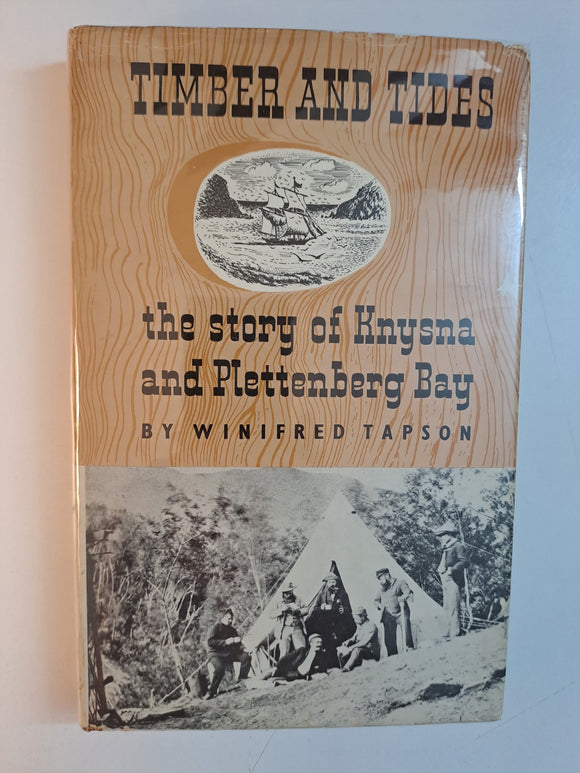 TIMBER AND TIDES
the story of Knysna
and Plettenberg Bay
BY WINIFRED TAPSON